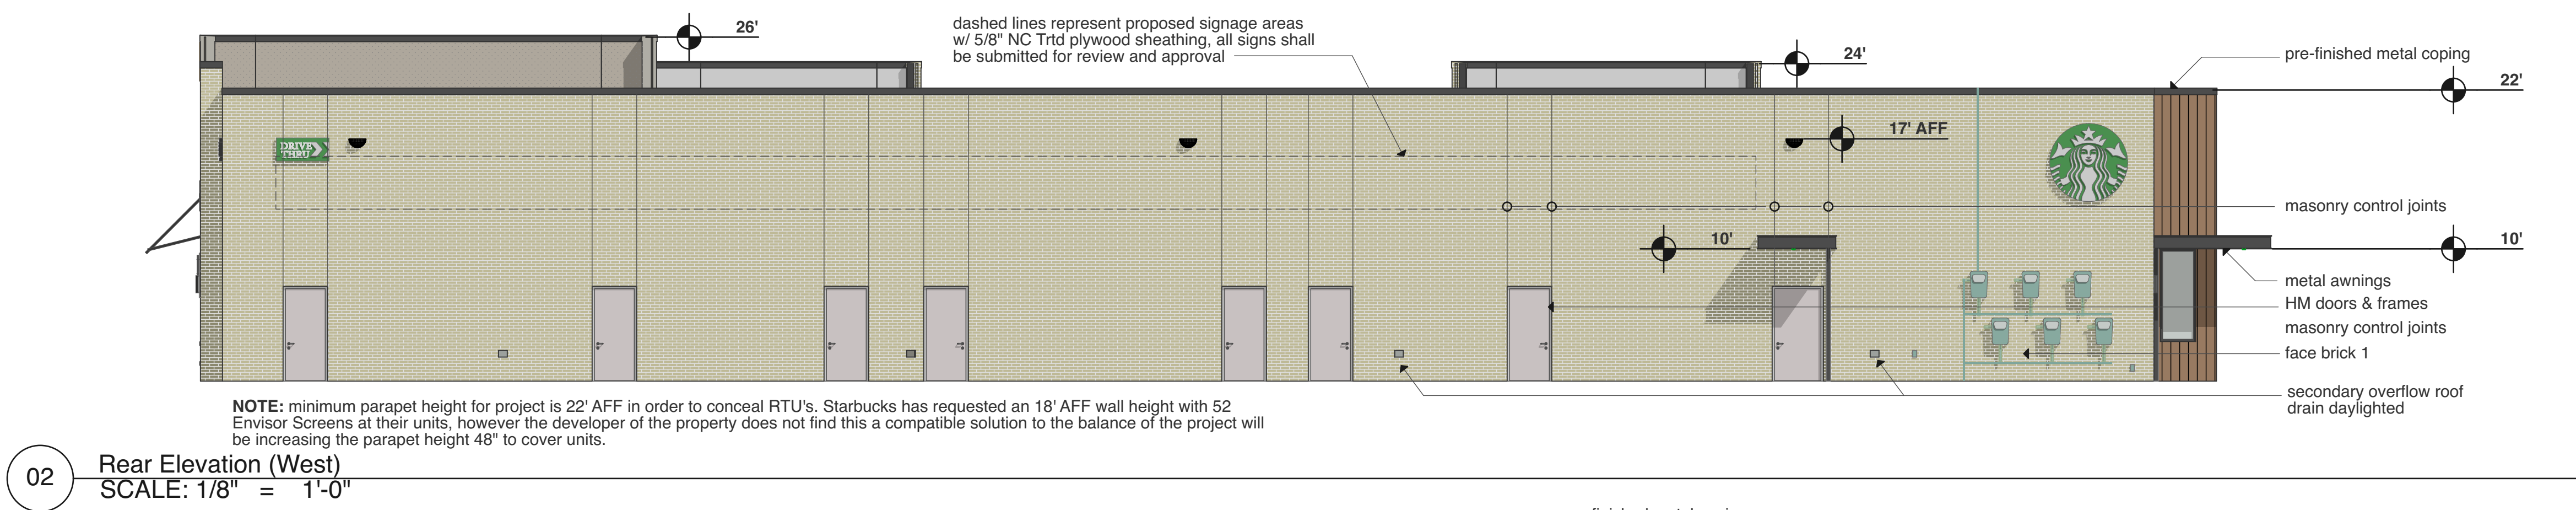 26'
dashed lines represent proposed signage areas
w/ 5/8" NC Trtd plywood sheathing, all signs shall
be submitted for review and approval
24'
pre-finished metal coping
22'
17' AFF
DRIVE
THRU
masonry control joints
10'
10'
metal awnings
HM doors & frames
masonry control joints
face brick 1
secondary overflow roof
drain daylighted
NOTE: minimum parapet height for project is 22' AFF in order to conceal RTU's. Starbucks has requested an 18' AFF wall height with 52
Envisor Screens at their units, however the developer of the property does not find this a compatible solution to the balance of the project will
be increasing the parapet height 48" to cover units.
02
Rear Elevation (West)
SCALE: 1/8" = 1'-0"